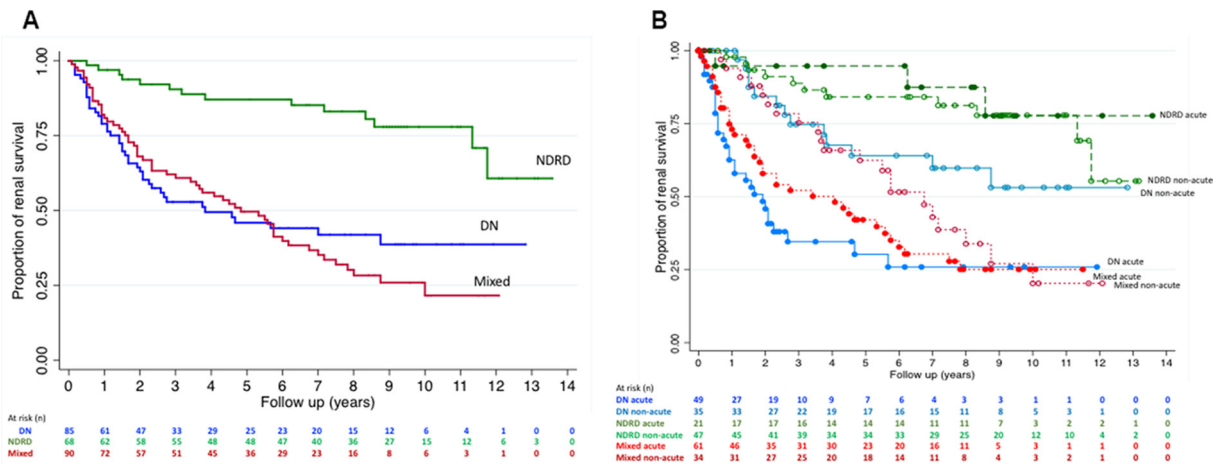 A
Proportion of renal survival
1.00
0.75
0.50
0.25
0.00
NDRD
DN
Mixed
0 1 2 3 4 5 6 7 8 9 10 11 12 13 14
Follow up (years)
At risk (n)
DN 85 61 47 33 29 25 23 20 15 12 6 4 1 0 0
NDRD 68 62 58 55 48 48 47 40 36 27 15 12 6 3 0
Mixed 90 72 57 51 45 36 29 23 16 8 6 3 1 0 0
B
Proportion of renal survival
1.00
0.75
0.50
0.25
0.00
NDRD acute
NDRD non-acute
DN non-acute
DN acute
Mixed acute
Mixed non-acute
0 1 2 3 4 5 6 7 8 9 10 11 12 13 14
Follow up (years)
At risk (n)
DN acute 49 27 19 10 9 7 6 4 3 3 1 1 0 0 0
DN non-acute 35 33 27 22 19 17 16 15 11 8 5 3 1 0 0
NDRD acute 21 17 17 16 14 14 14 11 11 7 3 2 2 1 0
NDRD non-acute 47 45 41 39 34 34 33 29 25 20 12 10 4 2 0
Mixed acute 61 46 35 31 30 23 20 16 11 5 3 1 1 0 0
Mixed non-acute 34 31 27 25 20 18 14 11 8 4 3 2 1 0 0